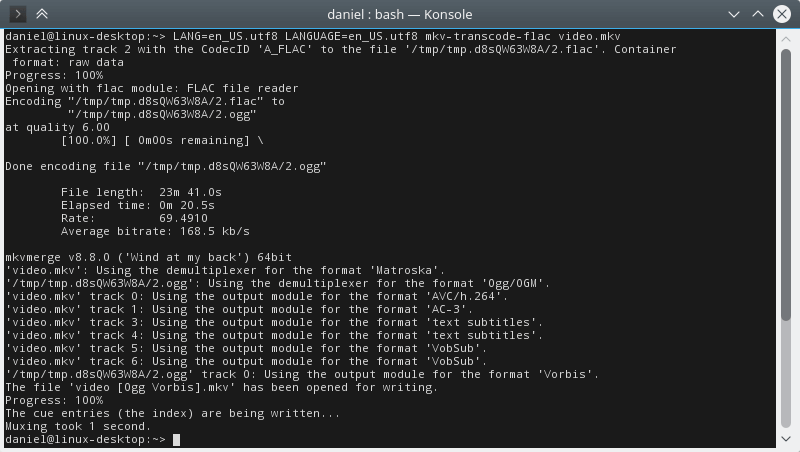 daniel : bash — Konsole
daniel@linux-desktop:~> LANG=en_US.utf8 LANGUAGE=en_US.utf8 mkv-transcode-flac video.mkv
Extracting track 2 with the CodecID 'A_FLAC' to the file '/tmp/tmp.d8sQW63W8A/2.flac'. Container
 format: raw data
Progress: 100%
Opening with flac module: FLAC file reader
Encoding "/tmp/tmp.d8sQW63W8A/2.flac" to
         "/tmp/tmp.d8sQW63W8A/2.ogg"
at quality 6.00
        [100.0%] [ 0m00s remaining] \
Done encoding file "/tmp/tmp.d8sQW63W8A/2.ogg"
        File length:  23m 41.0s
        Elapsed time: 0m 20.5s
        Rate:         69.4910
        Average bitrate: 168.5 kb/s
mkvmerge v8.8.0 ('Wind at my back') 64bit
'video.mkv': Using the demultiplexer for the format 'Matroska'.
'/tmp/tmp.d8sQW63W8A/2.ogg': Using the demultiplexer for the format 'Ogg/OGM'.
'video.mkv' track 0: Using the output module for the format 'AVC/h.264'.
'video.mkv' track 1: Using the output module for the format 'AC-3'.
'video.mkv' track 3: Using the output module for the format 'text subtitles'.
'video.mkv' track 4: Using the output module for the format 'text subtitles'.
'video.mkv' track 5: Using the output module for the format 'VobSub'.
'video.mkv' track 6: Using the output module for the format 'VobSub'.
'/tmp/tmp.d8sQW63W8A/2.ogg' track 0: Using the output module for the format 'Vorbis'.
The file 'video [Ogg Vorbis].mkv' has been opened for writing.
Progress: 100%
The cue entries (the index) are being written...
Muxing took 1 second.
daniel@linux-desktop:~>